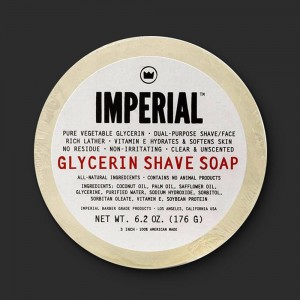 IMPERIAL™
PURE VEGETABLE GLYCERIN · DUAL-PURPOSE SHAVE/FACE
RICH LATHER · VITAMIN E HYDRATES & SOFTENS SKIN
NO RESIDUE · NON-IRRITATING · CLEAR & UNSCENTED
GLYCERIN SHAVE SOAP
ALL-NATURAL INGREDIENTS · CONTAINS NO ANIMAL PRODUCTS
INGREDIENTS: COCONUT OIL, PALM OIL, SAFFLOWER OIL,
GLYCERINE, PURIFIED WATER, SODIUM HYDROXIDE, SORBITOL,
SORBITAN OLEATE, VITAMIN E, SOYBEAN PROTEIN
NET WT. 6.2 OZ. (176 G)
IMPERIAL BARBER GRADE PRODUCTS · LOS ANGELES, CALIFORNIA USA
3 INCH · 100% AMERICAN MADE